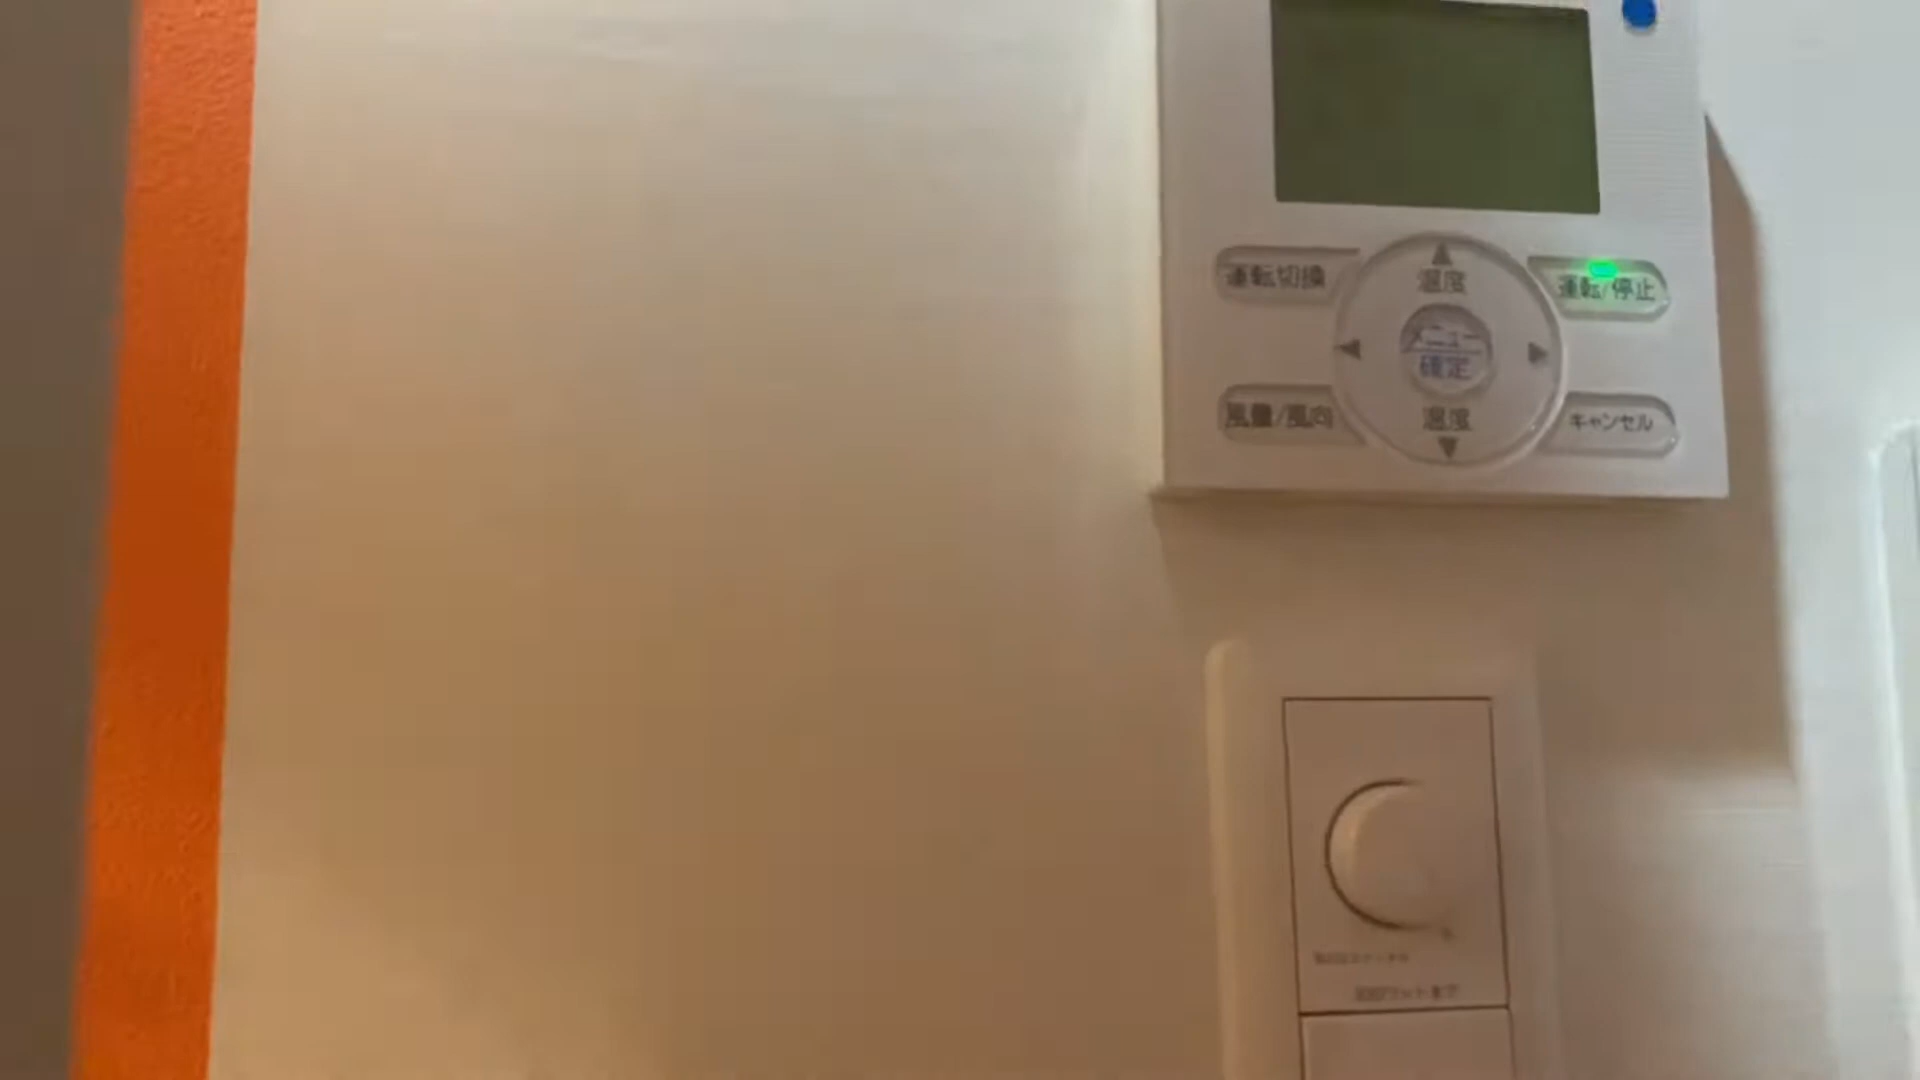 運転切換
温度
運転/停止
メニュー
確定
風量/風向
温度
キャンセル